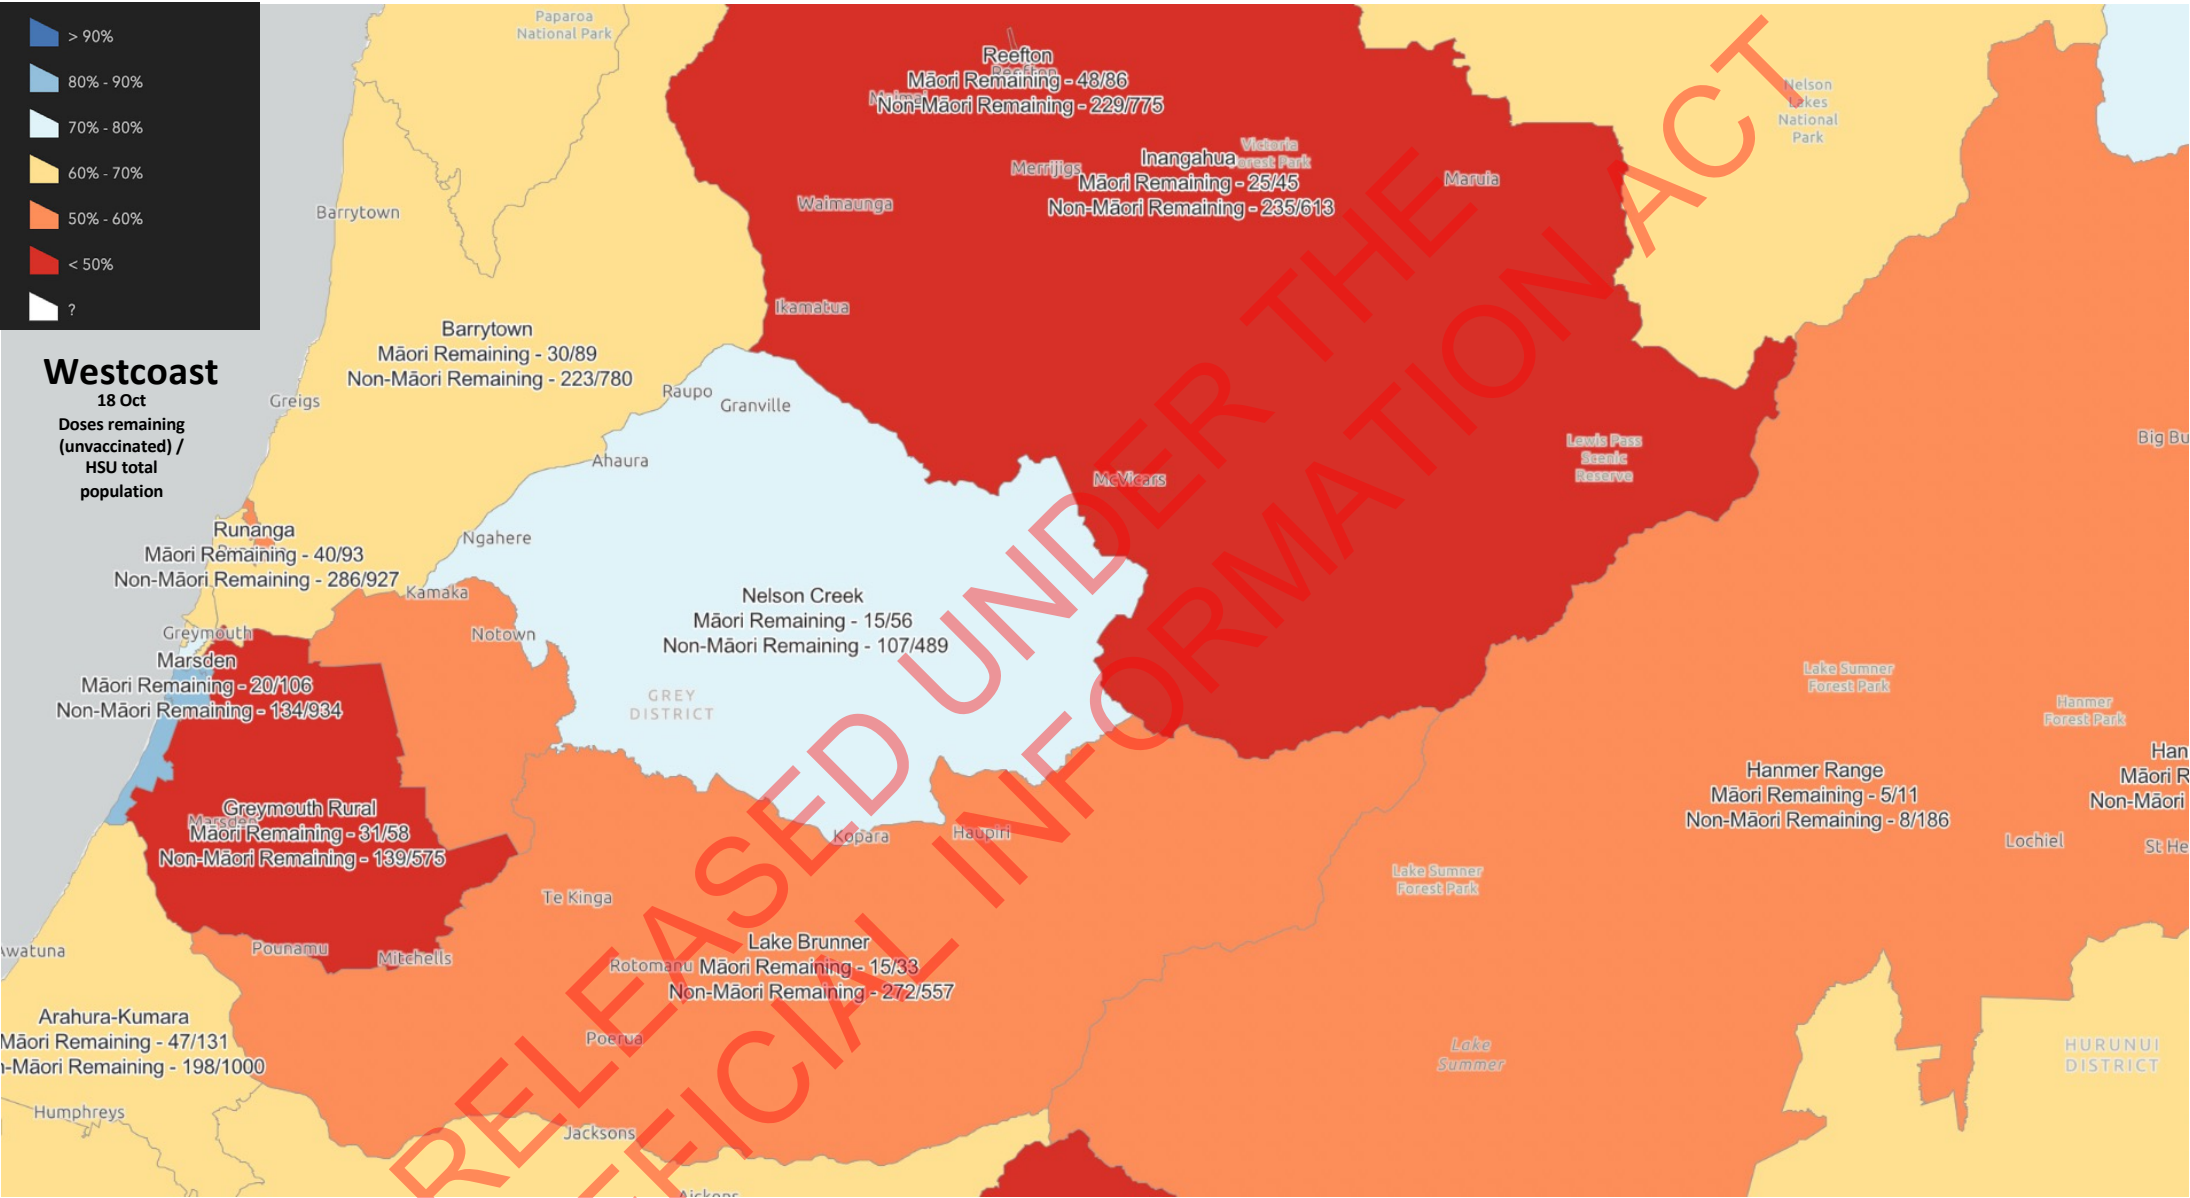 > 90%
80% - 90%
70% - 80%
60% - 70%
50% - 60%
< 50%
?
Westcoast
18 Oct
Doses remaining
(unvaccinated) /
HSU total
population
Paparoa
National Park
Barrytown
Barrytown
Māori Remaining - 30/89
Non-Māori Remaining - 223/780
Greigs
Reefton
Māori Remaining - 48/86
Non-Māori Remaining - 229/775
Victoria
Forest Park
Inangahua
Māori Remaining - 25/45
Non-Māori Remaining - 235/613
Merrijigs
Waimaunga
Maruia
Nelson
Lakes
National
Park
Ikamatua
Raupo
Granville
Ahaura
Ngahere
McVicars
Lewis Pass
Scenic
Reserve
Big Bu
Runanga
Māori Remaining - 40/93
Non-Māori Remaining - 286/927
Kamaka
Notown
Greymouth
Marsden
Māori Remaining - 20/106
Non-Māori Remaining - 134/934
Nelson Creek
Māori Remaining - 15/56
Non-Māori Remaining - 107/489
GREY
DISTRICT
Lake Sumner
Forest Park
Hanmer
Forest Park
Han
Māori R
Non-Māori
Hanmer Range
Māori Remaining - 5/11
Non-Māori Remaining - 8/186
Lochiel
St He
Greymouth Rural
Marsden
Māori Remaining - 31/58
Non-Māori Remaining - 139/575
Kopara
Haupiri
Lake Sumner
Forest Park
Te Kinga
Awatuna
Pounamu
Mitchells
Lake Brunner
Rotomanu
Māori Remaining - 15/33
Non-Māori Remaining - 272/557
Poerua
Arahura-Kumara
Māori Remaining - 47/131
n-Māori Remaining - 198/1000
Humphreys
Jacksons
Aickens
Lake
Summer
HURUNUI
DISTRICT
RELEASED UNDER THE
FFICIAL INFORMATION ACT